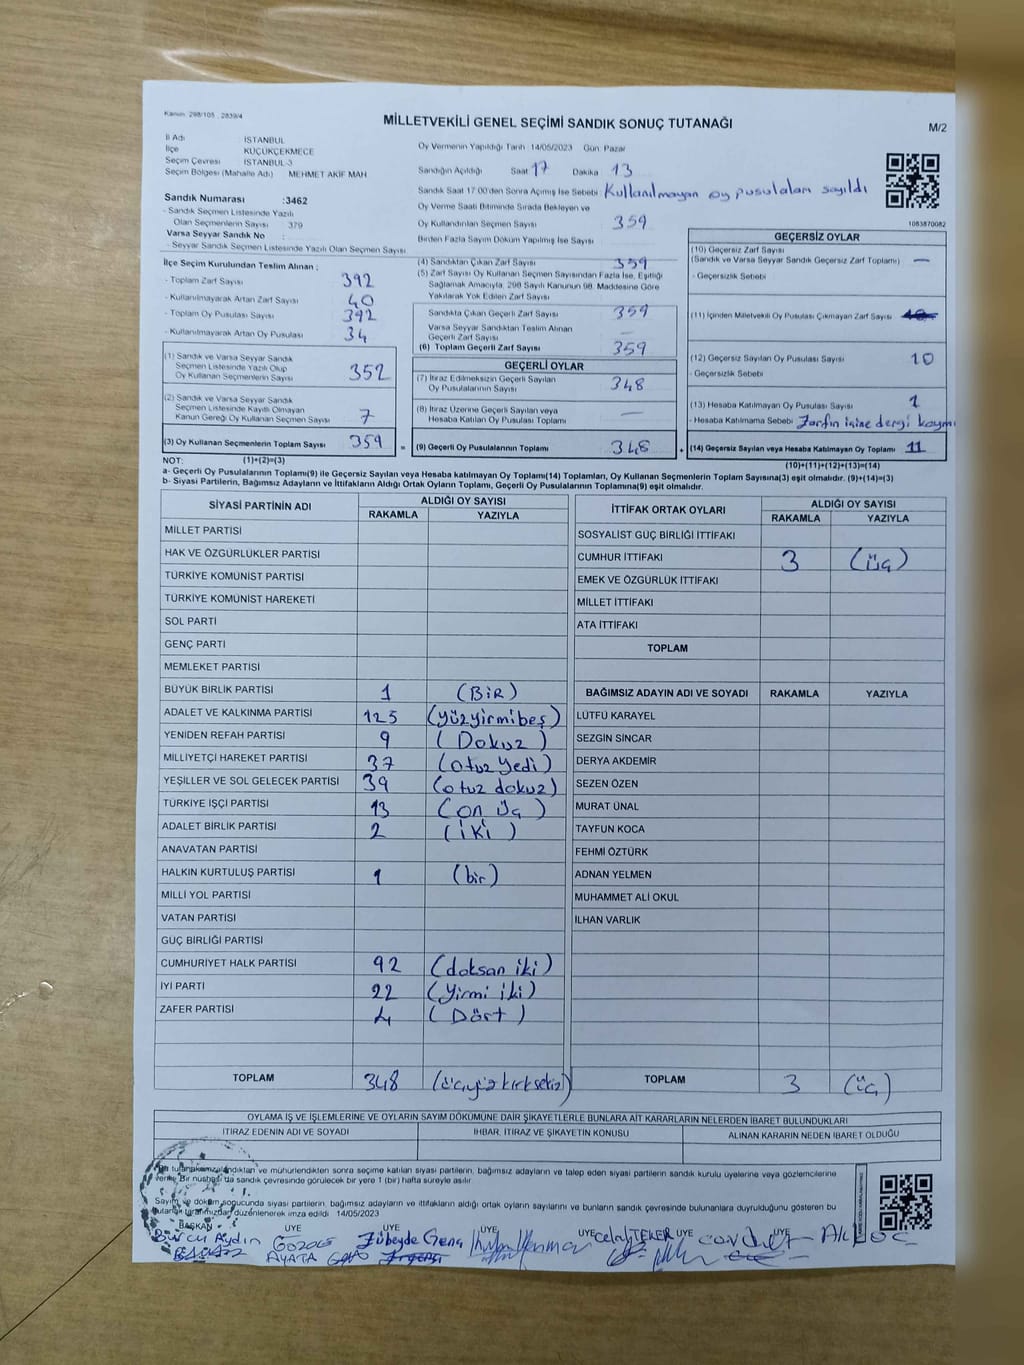 Kanun: 298/105 , 2839/4
MİLLETVEKİLİ GENEL SEÇİMİ SANDIK SONUÇ TUTANAĞI
M/2
İl Adı İSTANBUL
İlçe KÜÇÜKÇEKMECE
Seçim Çevresi İSTANBUL-3
Seçim Bölgesi (Mahalle Adı) MEHMET AKİF MAH
Oy Vermenin Yapıldığı Tarih 14/05/2023 Gün Pazar
Sandığın Açıldığı Saat 17 Dakika 13
Sandık Saat 17:00'den Sonra Açılmış İse Sebebi: Kullanılmayan oy pusulaları sayıldı
1083870082
Sandık Numarası :3462
- Sandık Seçmen Listesinde Yazılı
Olan Seçmenlerin Sayısı : 379
Varsa Seyyar Sandık No :
- Seyyar Sandık Seçmen Listesinde Yazılı Olan Seçmen Sayısı
Oy Verme Saati Bitiminde Sırada Bekleyen ve
Oy Kullandırılan Seçmen Sayısı 359
Birden Fazla Sayım Döküm Yapılmış İse Sayısı
İlçe Seçim Kurulundan Teslim Alınan ;
- Toplam Zarf Sayısı 392
- Kullanılmayarak Artan Zarf Sayısı 40
- Toplam Oy Pusulası Sayısı 392
- Kullanılmayarak Artan Oy Pusulası 34
(1) Sandık ve Varsa Seyyar Sandık
Seçmen Listesinde Yazılı Olup
Oy Kullanan Seçmenlerin Sayısı 352
(2) Sandık ve Varsa Seyyar Sandık
Seçmen Listesinde Kayıtlı Olmayan
Kanun Gereği Oy Kullanan Seçmen Sayısı 7
(3) Oy Kullanan Seçmenlerin Toplam Sayısı 359
(1)+(2)=(3)
(4) Sandıktan Çıkan Zarf Sayısı 359
(5) Zarf Sayısı Oy Kullanan Seçmen Sayısından Fazla İse, Eşitliği
Sağlamak Amacıyla, 298 Sayılı Kanunun 98. Maddesine Göre
Yakılarak Yok Edilen Zarf Sayısı
Sandıkta Çıkan Geçerli Zarf Sayısı 359
Varsa Seyyar Sandıktan Teslim Alınan
Geçerli Zarf Sayısı —
(6) Toplam Geçerli Zarf Sayısı 359
GEÇERLİ OYLAR
(7) İtiraz Edilmeksizin Geçerli Sayılan
Oy Pusulalarının Sayısı 348
(8) İtiraz Üzerine Geçerli Sayılan veya
Hesaba Katılan Oy Pusulası Toplamı —
= (9) Geçerli Oy Pusulalarının Toplamı 348 +
GEÇERSİZ OYLAR
(10) Geçersiz Zarf Sayısı
(Sandık ve Varsa Seyyar Sandık Geçersiz Zarf Toplamı) —
- Geçersizlik Sebebi
(11) İçinden Milletvekili Oy Pusulası Çıkmayan Zarf Sayısı
(12) Geçersiz Sayılan Oy Pusulası Sayısı 10
- Geçersizlik Sebebi
(13) Hesaba Katılmayan Oy Pusulası Sayısı 1
- Hesaba Katılmama Sebebi Zarfın içine dergi
(14) Geçersiz Sayılan veya Hesaba Katılmayan Oy Toplamı 11
(10)+(11)+(12)+(13)=(14)
NOT:
a- Geçerli Oy Pusulalarının Toplamı(9) ile Geçersiz Sayılan veya Hesaba katılmayan Oy Toplamı(14) Toplamları, Oy Kullanan Seçmenlerin Toplam Sayısına(3) eşit olmalıdır. (9)+(14)=(3)
b- Siyasi Partilerin, Bağımsız Adayların ve İttifakların Aldığı Ortak Oyların Toplamı, Geçerli Oy Pusulalarının Toplamına(9) eşit olmalıdır.
SİYASİ PARTİNİN ADI ALDIĞI OY SAYISI
RAKAMLA YAZIYLA
MİLLET PARTİSİ
HAK VE ÖZGÜRLÜKLER PARTİSİ
TÜRKİYE KOMÜNİST PARTİSİ
TÜRKİYE KOMÜNİST HAREKETİ
SOL PARTİ
GENÇ PARTİ
MEMLEKET PARTİSİ
BÜYÜK BİRLİK PARTİSİ 1 (BiR)
ADALET VE KALKINMA PARTİSİ 125 (yüzyirmibeş)
YENİDEN REFAH PARTİSİ 9 (Dokuz)
MİLLİYETÇİ HAREKET PARTİSİ 37 (otuz yedi)
YEŞİLLER VE SOL GELECEK PARTİSİ 39 (otuz dokuz)
TÜRKİYE İŞÇİ PARTİSİ 13 (on üç)
ADALET BİRLİK PARTİSİ 2 (iKi)
ANAVATAN PARTİSİ
HALKIN KURTULUŞ PARTİSİ 1 (bir)
MİLLİ YOL PARTİSİ
VATAN PARTİSİ
GÜÇ BİRLİĞİ PARTİSİ
CUMHURİYET HALK PARTİSİ 92 (doksan iki)
İYİ PARTİ 22 (Yirmi iki)
ZAFER PARTİSİ 4 (Dört)
TOPLAM 348 (üçyüz kırksekiz)
İTTİFAK ORTAK OYLARI ALDIĞI OY SAYISI
RAKAMLA YAZIYLA
SOSYALİST GÜÇ BİRLİĞİ İTTİFAKI
CUMHUR İTTİFAKI 3 (üç)
EMEK VE ÖZGÜRLÜK İTTİFAKI
MİLLET İTTİFAKI
ATA İTTİFAKI
TOPLAM
BAĞIMSIZ ADAYIN ADI VE SOYADI RAKAMLA YAZIYLA
LÜTFÜ KARAYEL
SEZGİN SİNCAR
DERYA AKDEMİR
SEZEN ÖZEN
MURAT ÜNAL
TAYFUN KOCA
FEHMİ ÖZTÜRK
ADNAN YELMEN
MUHAMMET ALİ OKUL
İLHAN VARLIK
TOPLAM 3 (üç)
OYLAMA İŞ VE İŞLEMLERİNE VE OYLARIN SAYIM DÖKÜMÜNE DAİR ŞİKAYETLERLE BUNLARA AİT KARARLARIN NELERDEN İBARET BULUNDUKLARI
İTİRAZ EDENİN ADI VE SOYADI İHBAR, İTİRAZ VE ŞİKAYETİN KONUSU ALINAN KARARIN NEDEN İBARET OLDUĞU
Bu tutanak imzalandıktan ve mühürlendikten sonra seçime katılan siyasi partilerin, bağımsız adayların ve talep eden siyasi partilerin sandık kurulu üyelerine veya gözlemcilerine
verilir. Bir nüshası da sandık çevresinde görülecek bir yere 1 (bir) hafta süreyle asılır.
Sayım ve döküm sonucunda siyasi partilerin, bağımsız adayların ve ittifakların aldığı ortak oyların sayıları ve bunların sandık çevresinde bulunanlara duyrulduğunu gösteren bu
tutanak tarafımızdan düzenlenerek imza edildi. 14/05/2023
BAŞKAN ÜYE ÜYE ÜYE ÜYE ÜYE ÜYE
Burcu Aydın Zübeyde Genç TEKER
AYATA